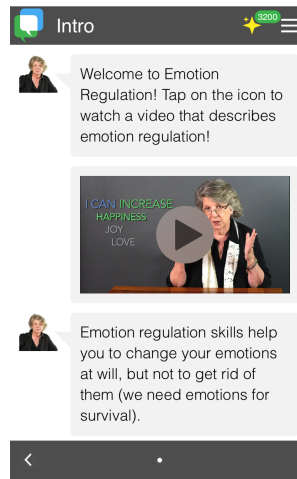 Intro
3200
Welcome to Emotion
Regulation! Tap on the icon to
watch a video that describes
emotion regulation!
I CAN INCREASE
HAPPINESS
JOY
LOVE
Emotion regulation skills help
you to change your emotions
at will, but not to get rid of
them (we need emotions for
survival).